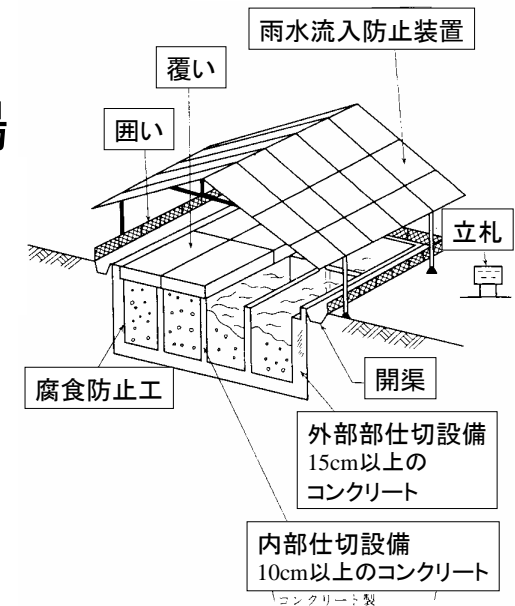 場
雨水流入防止装置
覆い
囲い
立札
腐食防止工
開渠
外部部仕切設備
15cm以上の
コンクリート
内部仕切設備
10cm以上のコンクリート
コンクリート製